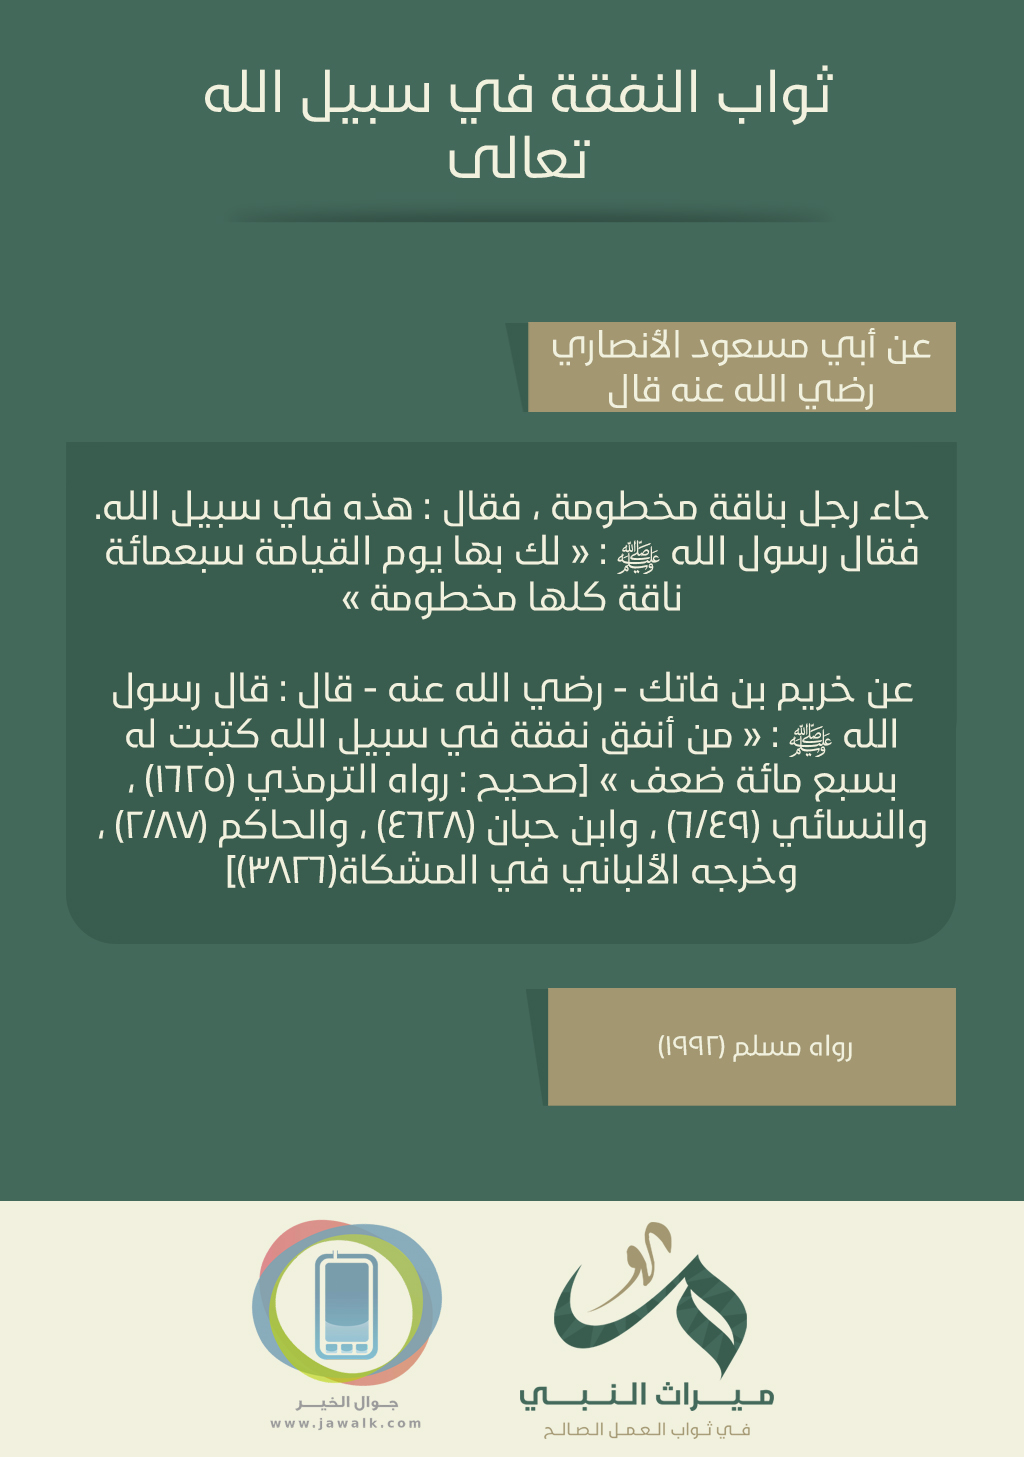 ثواب النفقة في سبيل الله
تعالى
عن أبي مسعود الأنصاري
رضي الله عنه قال
جاء رجل بناقة مخطومة ، فقال : هذه في سبيل الله.
فقال رسول الله ﷺ : « لك بها يوم القيامة سبعمائة
ناقة كلها مخطومة »
عن خريم بن فاتك - رضي الله عنه - قال : قال رسول
الله ﷺ : « من أنفق نفقة في سبيل الله كتبت له
بسبع مائة ضعف » [صحيح : رواه الترمذي (١٦٢٥) ،
والنسائي (٦/٤٩) ، وابن حبان (٤٦٢٨) ، والحاكم (٢/٨٧) ،
وخرجه الألباني في المشكاة(٣٨٢٦)]
رواه مسلم (١٩٩٢)
ميراث النبي
في ثواب العمل الصالح
جوال الخير
www.jawalk.com